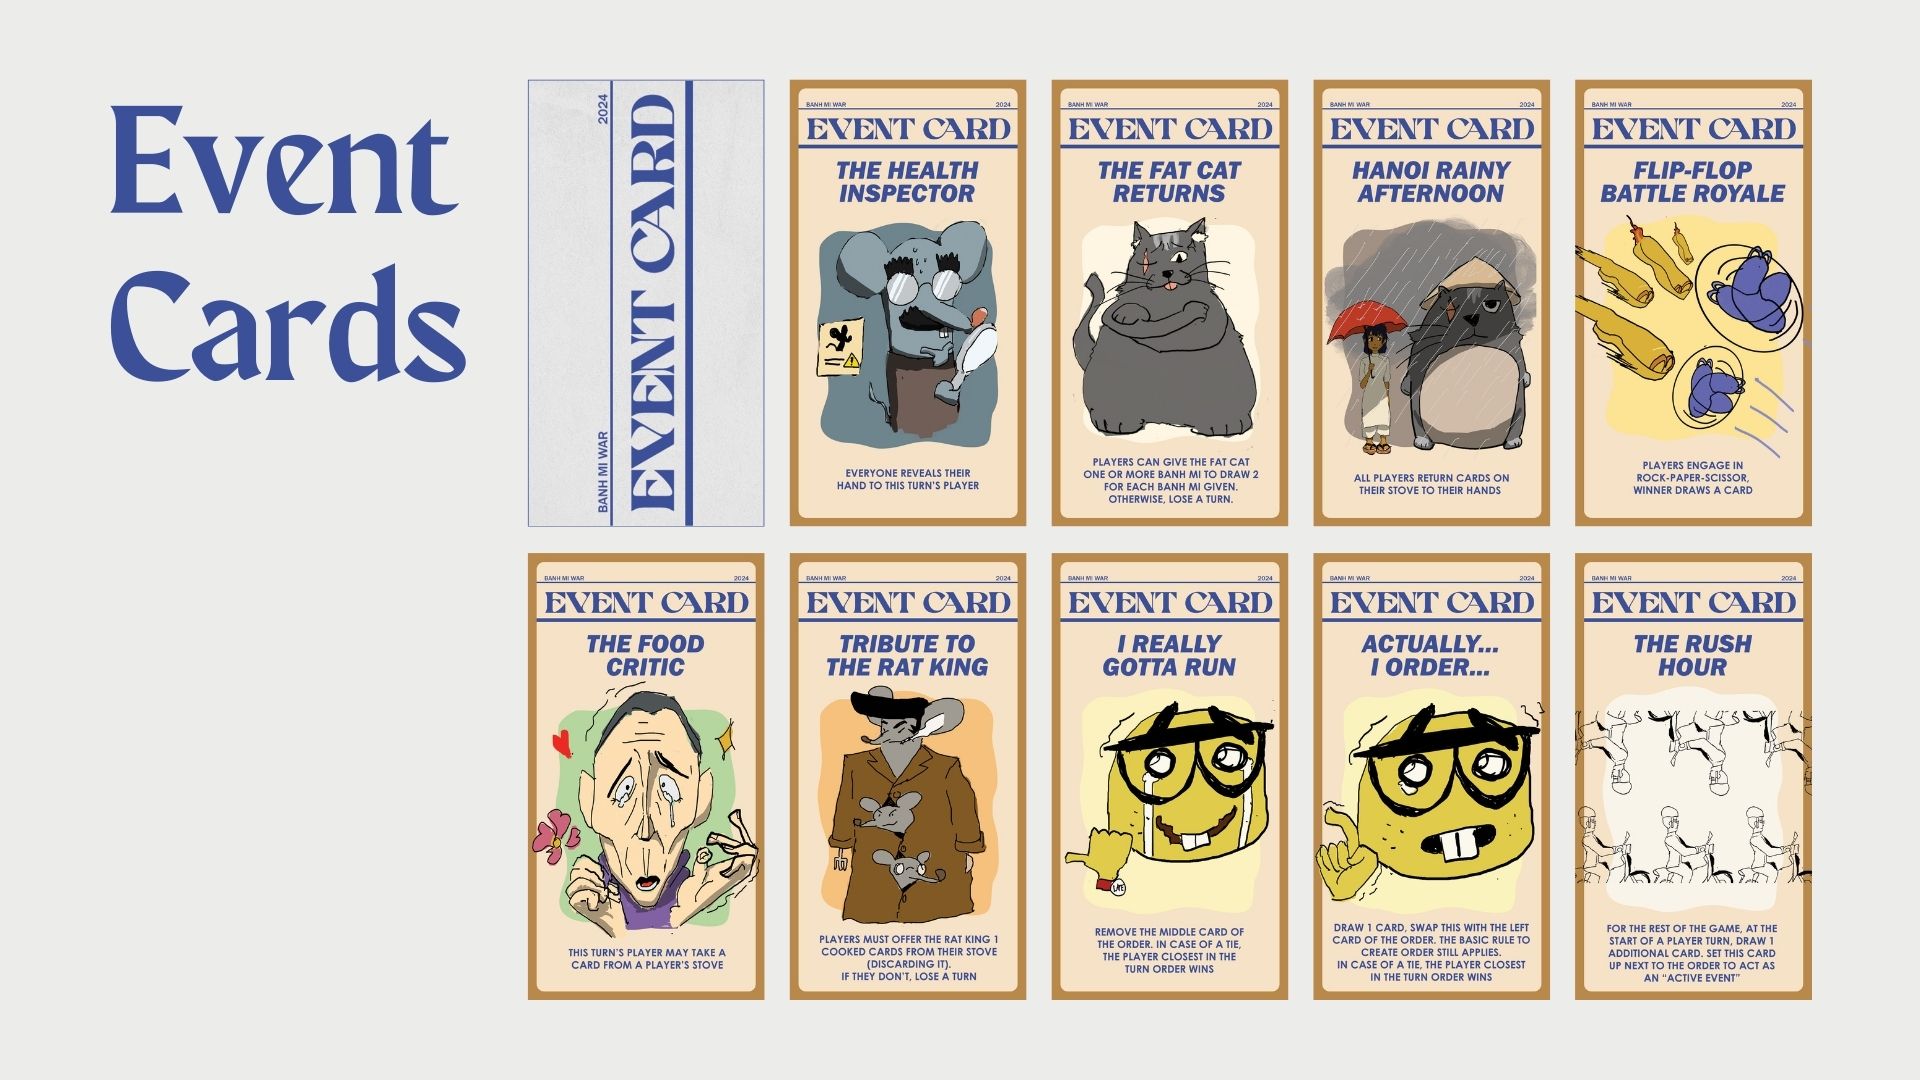 Event
Cards
2024
BANH MI WAR
EVENT CARD
BANH MI WAR 2024
EVENT CARD
THE HEALTH
INSPECTOR
EVERYONE REVEALS THEIR
HAND TO THIS TURN'S PLAYER
BANH MI WAR 2024
EVENT CARD
THE FAT CAT
RETURNS
PLAYERS CAN GIVE THE FAT CAT
ONE OR MORE BANH MI TO DRAW 2
FOR EACH BANH MI GIVEN.
OTHERWISE, LOSE A TURN.
BANH MI WAR 2024
EVENT CARD
HANOI RAINY
AFTERNOON
ALL PLAYERS RETURN CARDS ON
THEIR STOVE TO THEIR HANDS
BANH MI WAR 2024
EVENT CARD
FLIP-FLOP
BATTLE ROYALE
PLAYERS ENGAGE IN
ROCK-PAPER-SCISSOR,
WINNER DRAWS A CARD
BANH MI WAR 2024
EVENT CARD
THE FOOD
CRITIC
THIS TURN'S PLAYER MAY TAKE A
CARD FROM A PLAYER'S STOVE
BANH MI WAR 2024
EVENT CARD
TRIBUTE TO
THE RAT KING
PLAYERS MUST OFFER THE RAT KING 1
COOKED CARDS FROM THEIR STOVE
(DISCARDING IT).
IF THEY DON'T, LOSE A TURN
BANH MI WAR 2024
EVENT CARD
I REALLY
GOTTA RUN
LATE
REMOVE THE MIDDLE CARD OF
THE ORDER. IN CASE OF A TIE,
THE PLAYER CLOSEST IN THE
TURN ORDER WINS
BANH MI WAR 2024
EVENT CARD
ACTUALLY...
I ORDER...
DRAW 1 CARD, SWAP THIS WITH THE LEFT
CARD OF THE ORDER. THE BASIC RULE TO
CREATE ORDER STILL APPLIES.
IN CASE OF A TIE, THE PLAYER CLOSEST
IN THE TURN ORDER WINS
BANH MI WAR 2024
EVENT CARD
THE RUSH
HOUR
FOR THE REST OF THE GAME, AT THE
START OF A PLAYER TURN, DRAW 1
ADDITIONAL CARD. SET THIS CARD
UP NEXT TO THE ORDER TO ACT AS
AN “ACTIVE EVENT”